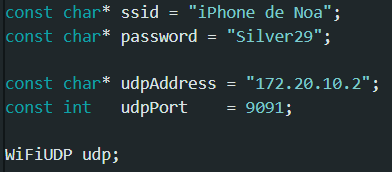 const char* ssid = "iPhone de Noa";
const char* password = "Silver29";
const char* udpAddress = "172.20.10.2";
const int   udpPort    = 9091;
WiFiUDP udp;